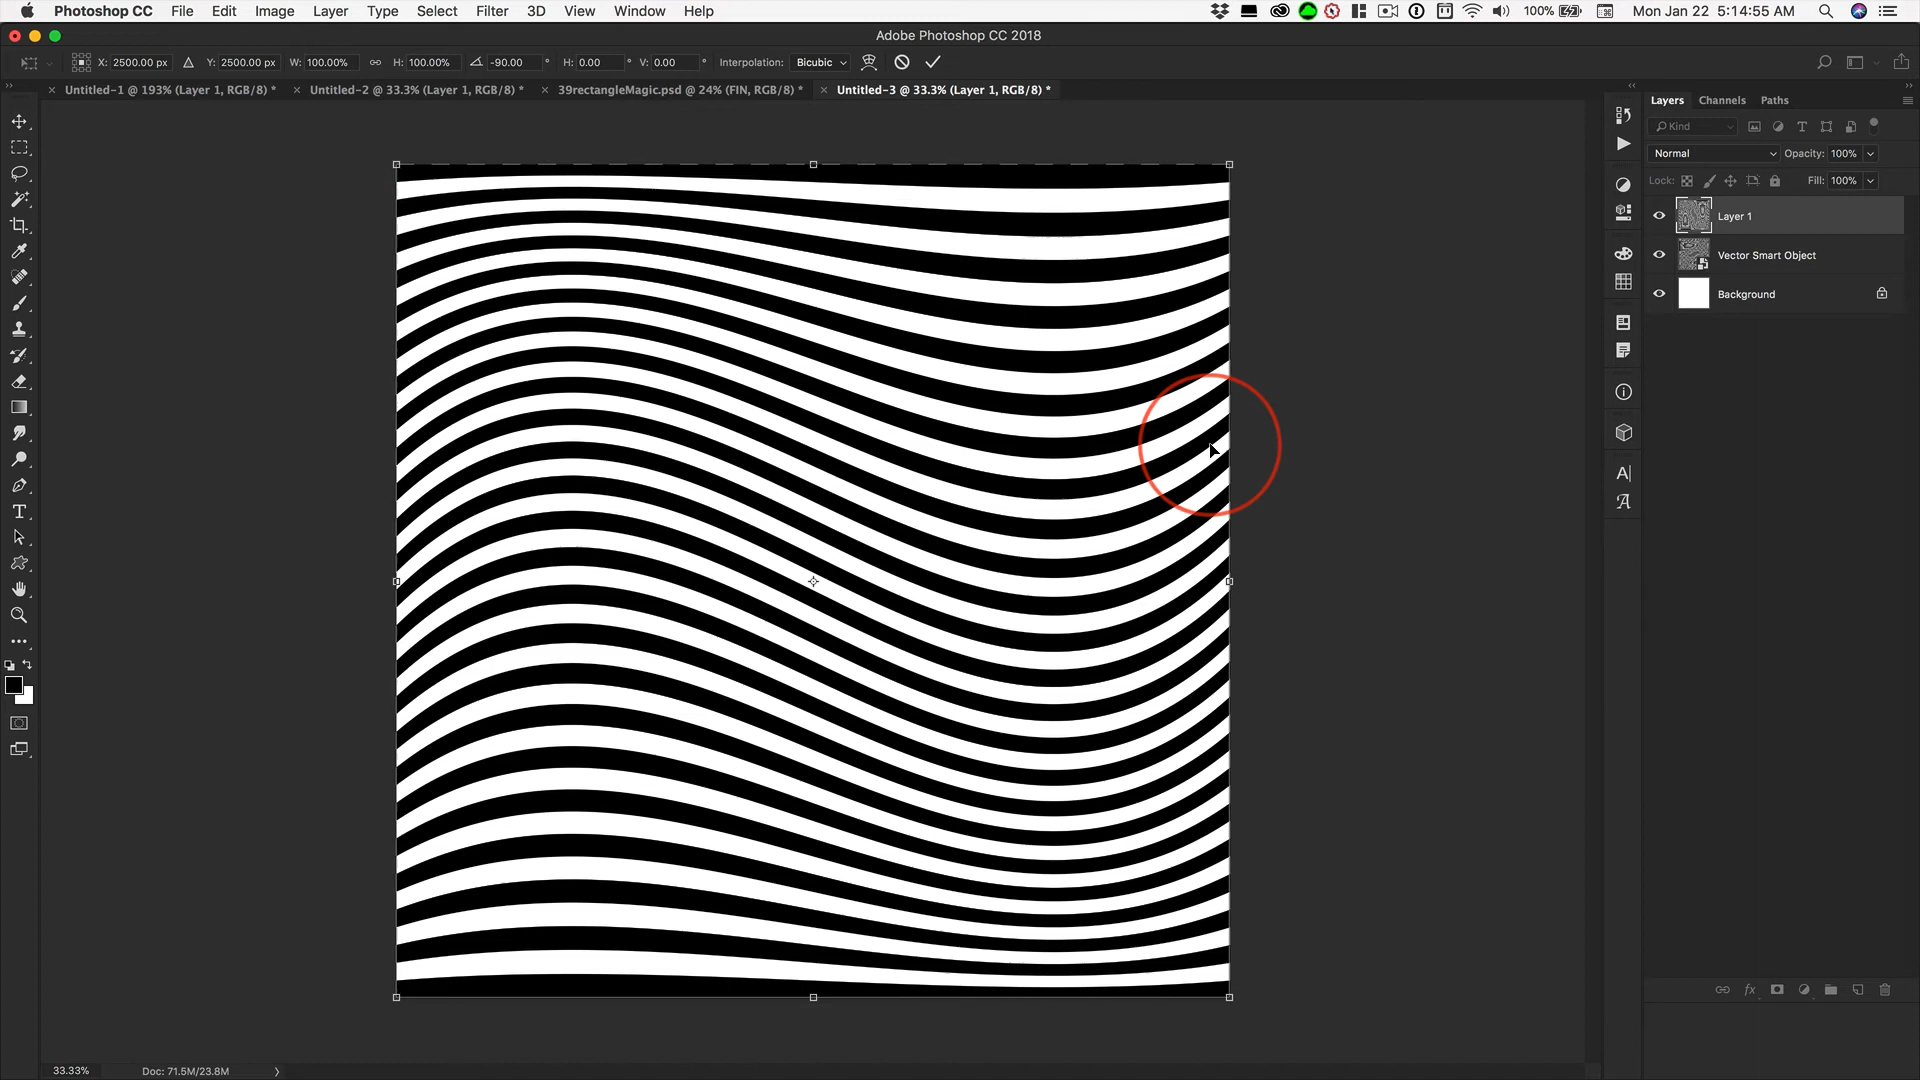 Photoshop CC File Edit Image Layer Type Select Filter 3D View Window Help 100% Mon Jan 22 5:14:55 AM
Adobe Photoshop CC 2018
X: 2500.00 px Y: 2500.00 px W: 100.00% H: 100.00% -90.00 ° H: 0.00 ° V: 0.00 ° Interpolation: Bicubic
Untitled-1 @ 193% (Layer 1, RGB/8) * Untitled-2 @ 33.3% (Layer 1, RGB/8) * 39rectangleMagic.psd @ 24% (FIN, RGB/8) * Untitled-3 @ 33.3% (Layer 1, RGB/8) *
Layers Channels Paths
Kind
Normal Opacity: 100%
Lock: Fill: 100%
Layer 1
Vector Smart Object
Background
33.33% Doc: 71.5M/23.8M